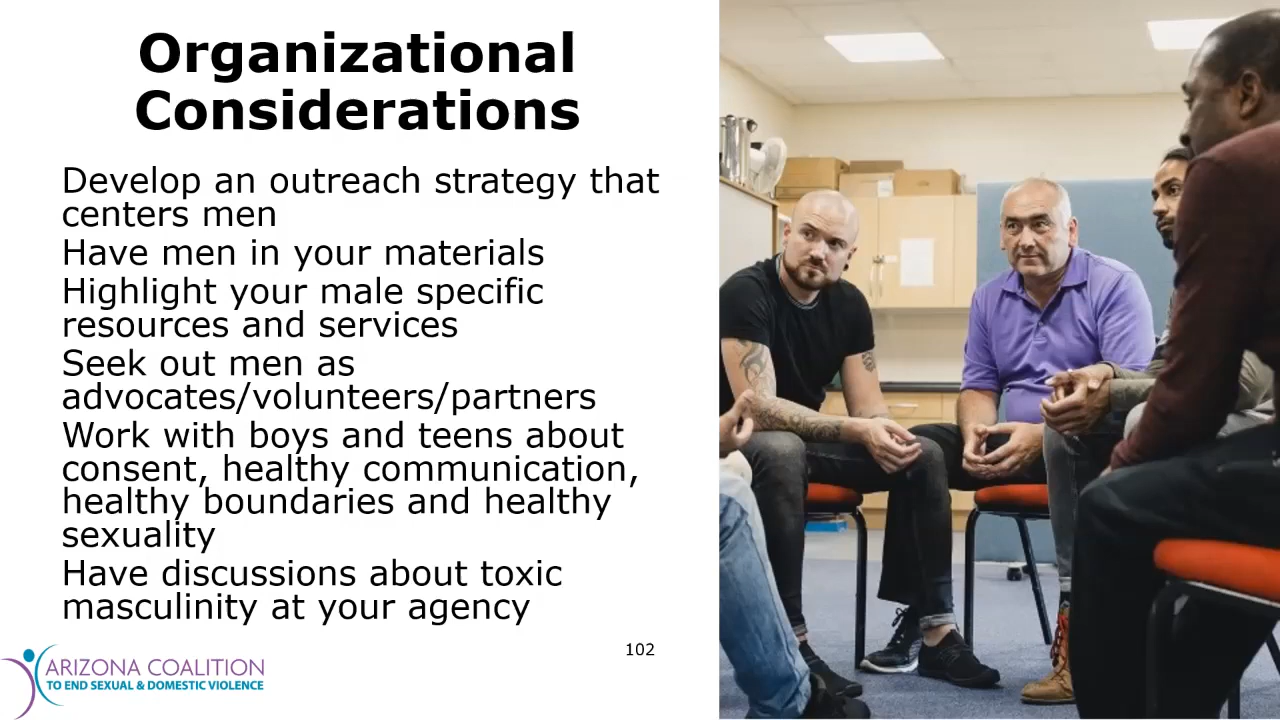 Organizational
Considerations
Develop an outreach strategy that
centers men
Have men in your materials
Highlight your male specific
resources and services
Seek out men as
advocates/volunteers/partners
Work with boys and teens about
consent, healthy communication,
healthy boundaries and healthy
sexuality
Have discussions about toxic
masculinity at your agency
102
ARIZONA COALITION
TO END SEXUAL & DOMESTIC VIOLENCE